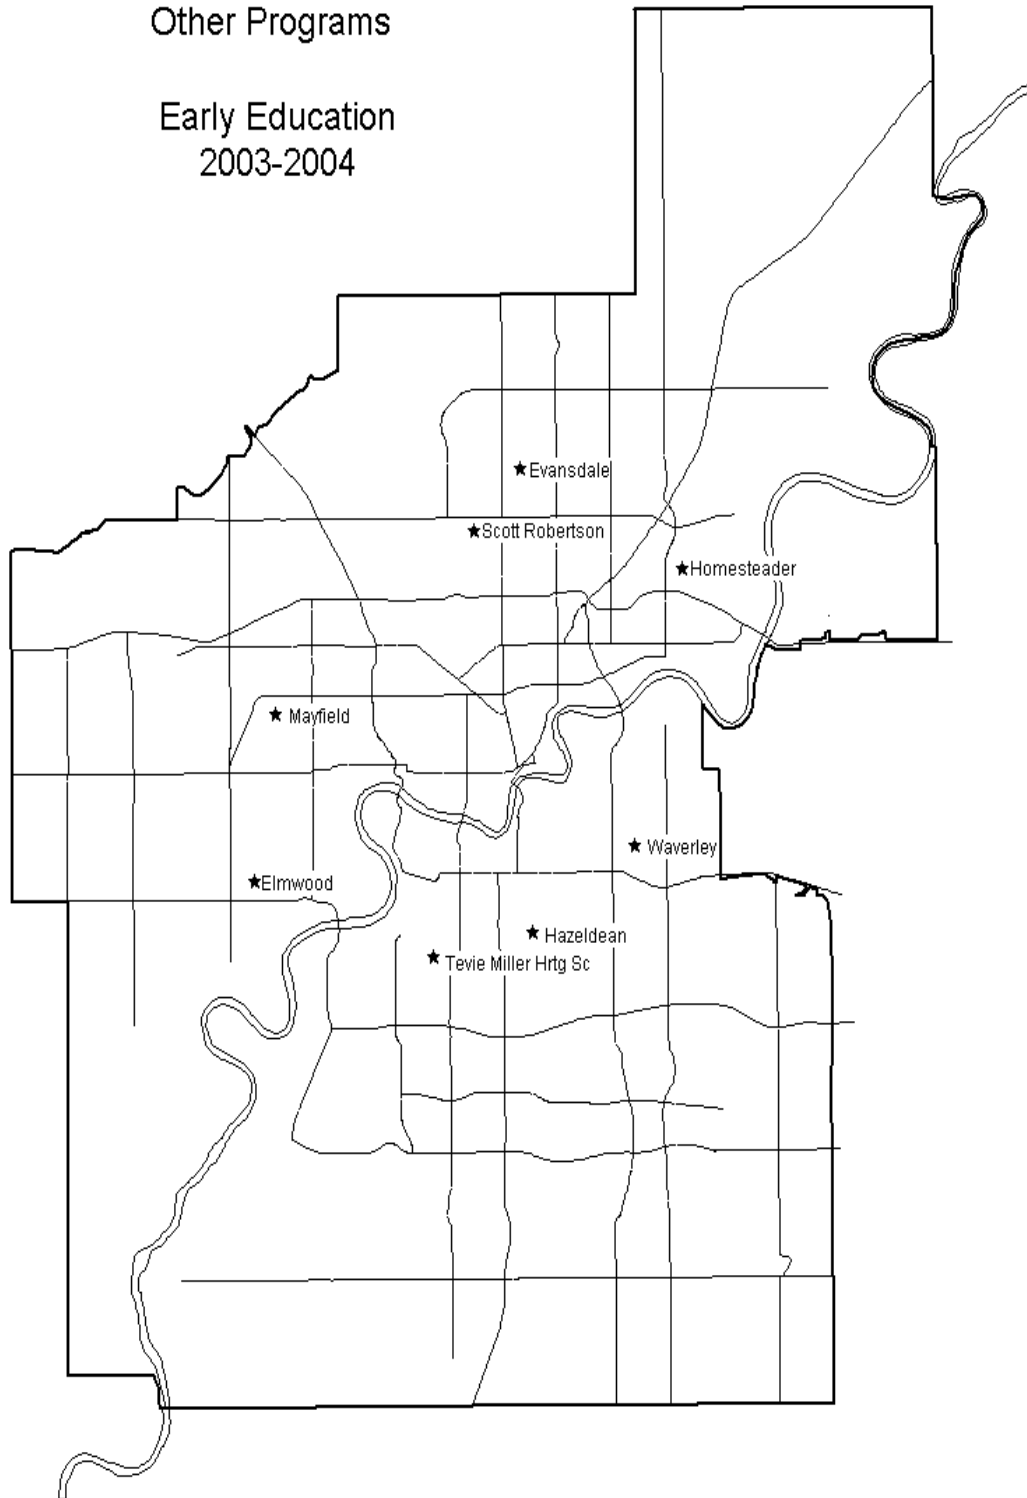 Other Programs
Early Education
2003-2004
Evansdale
Scott Robertson
Homesteader
Mayfield
Waverley
Elmwood
Hazeldean
Tevie Miller Hrtg Sc